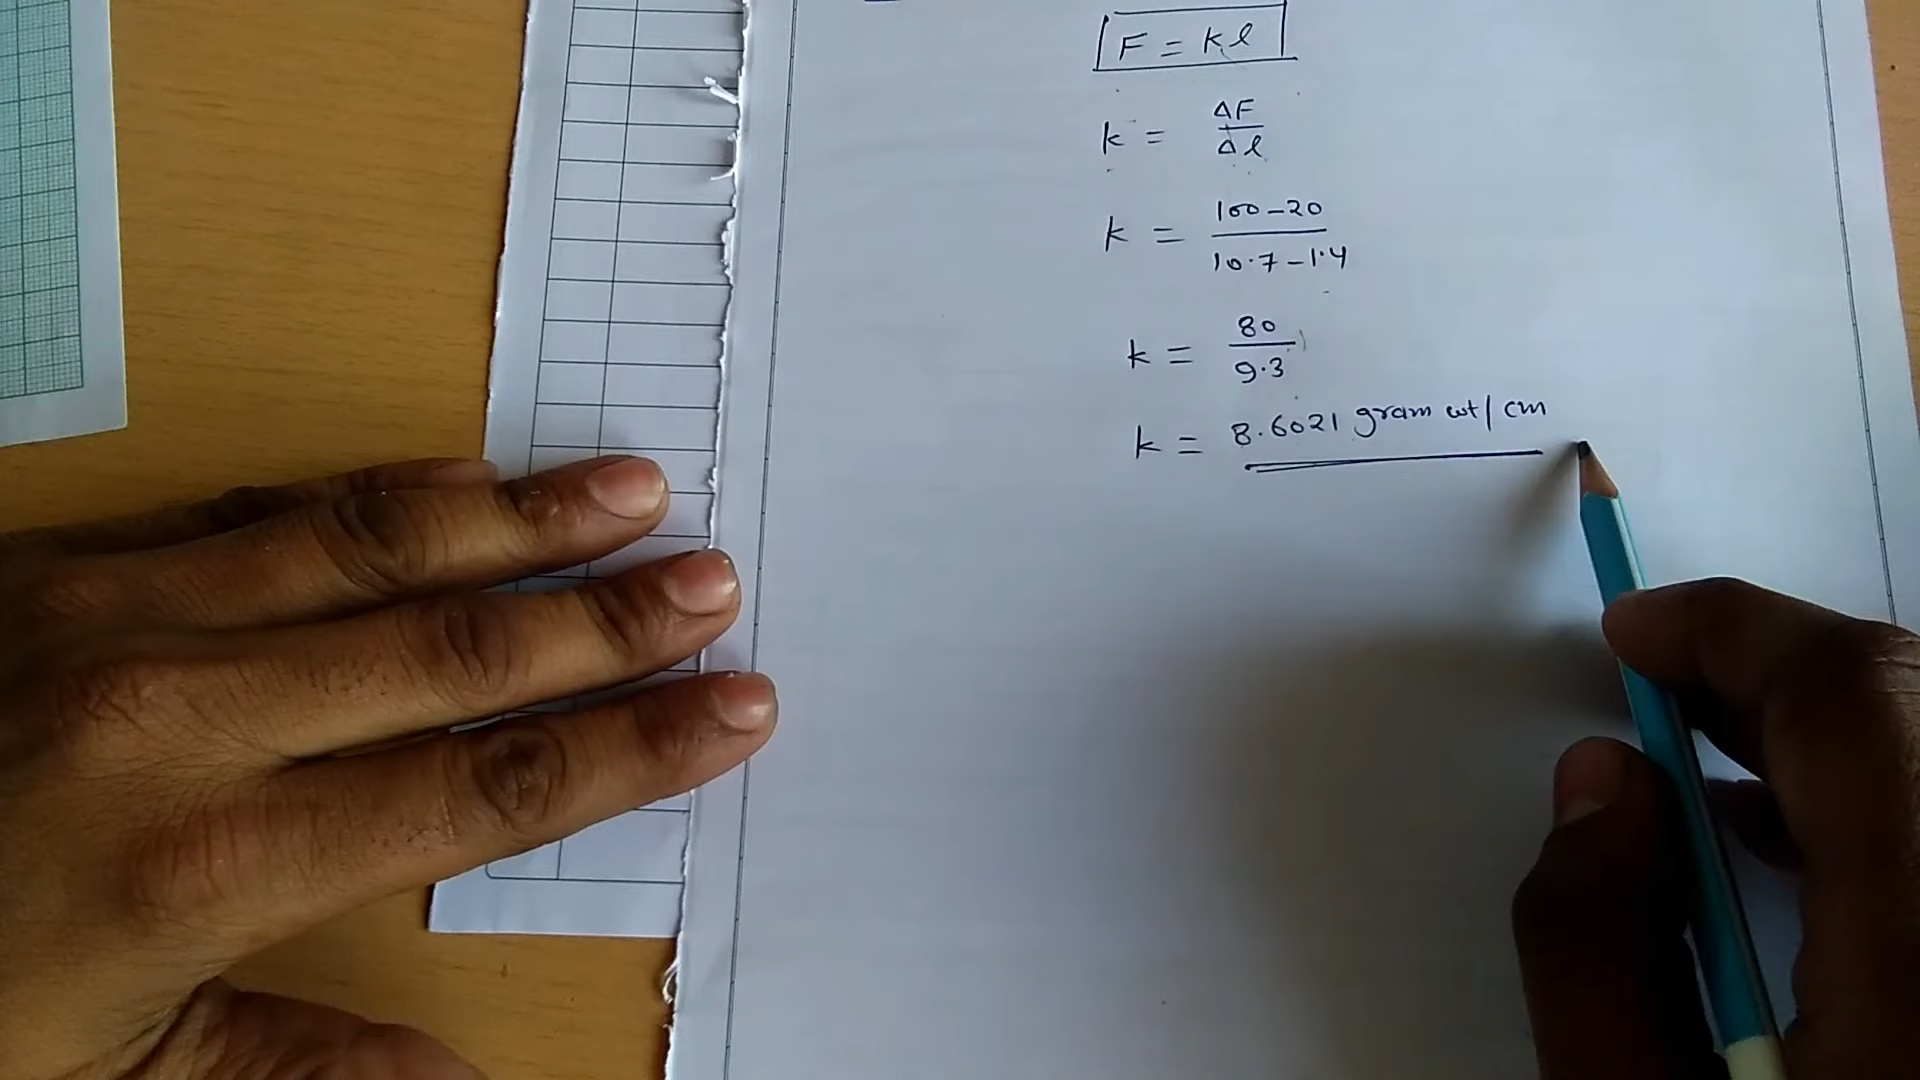 F = kl
k = ΔF/Δl
k = 100-20/10.7-1.4
k = 80/9.3
k = 8.6021 gram wt/cm